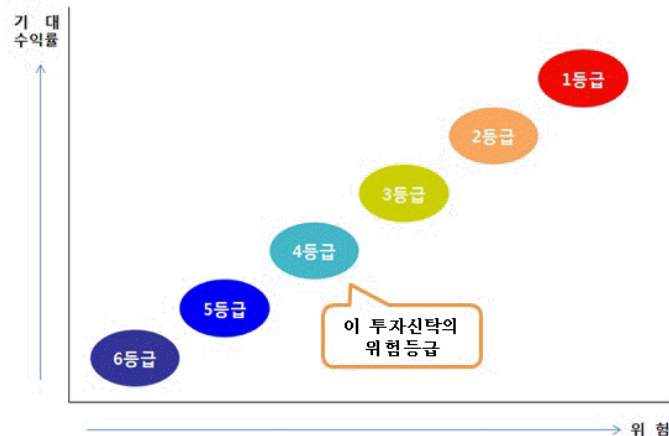 기 대
수익률
1등급
2등급
3등급
4등급
5등급
이 투자신탁의
위험등급
6등급
위 험